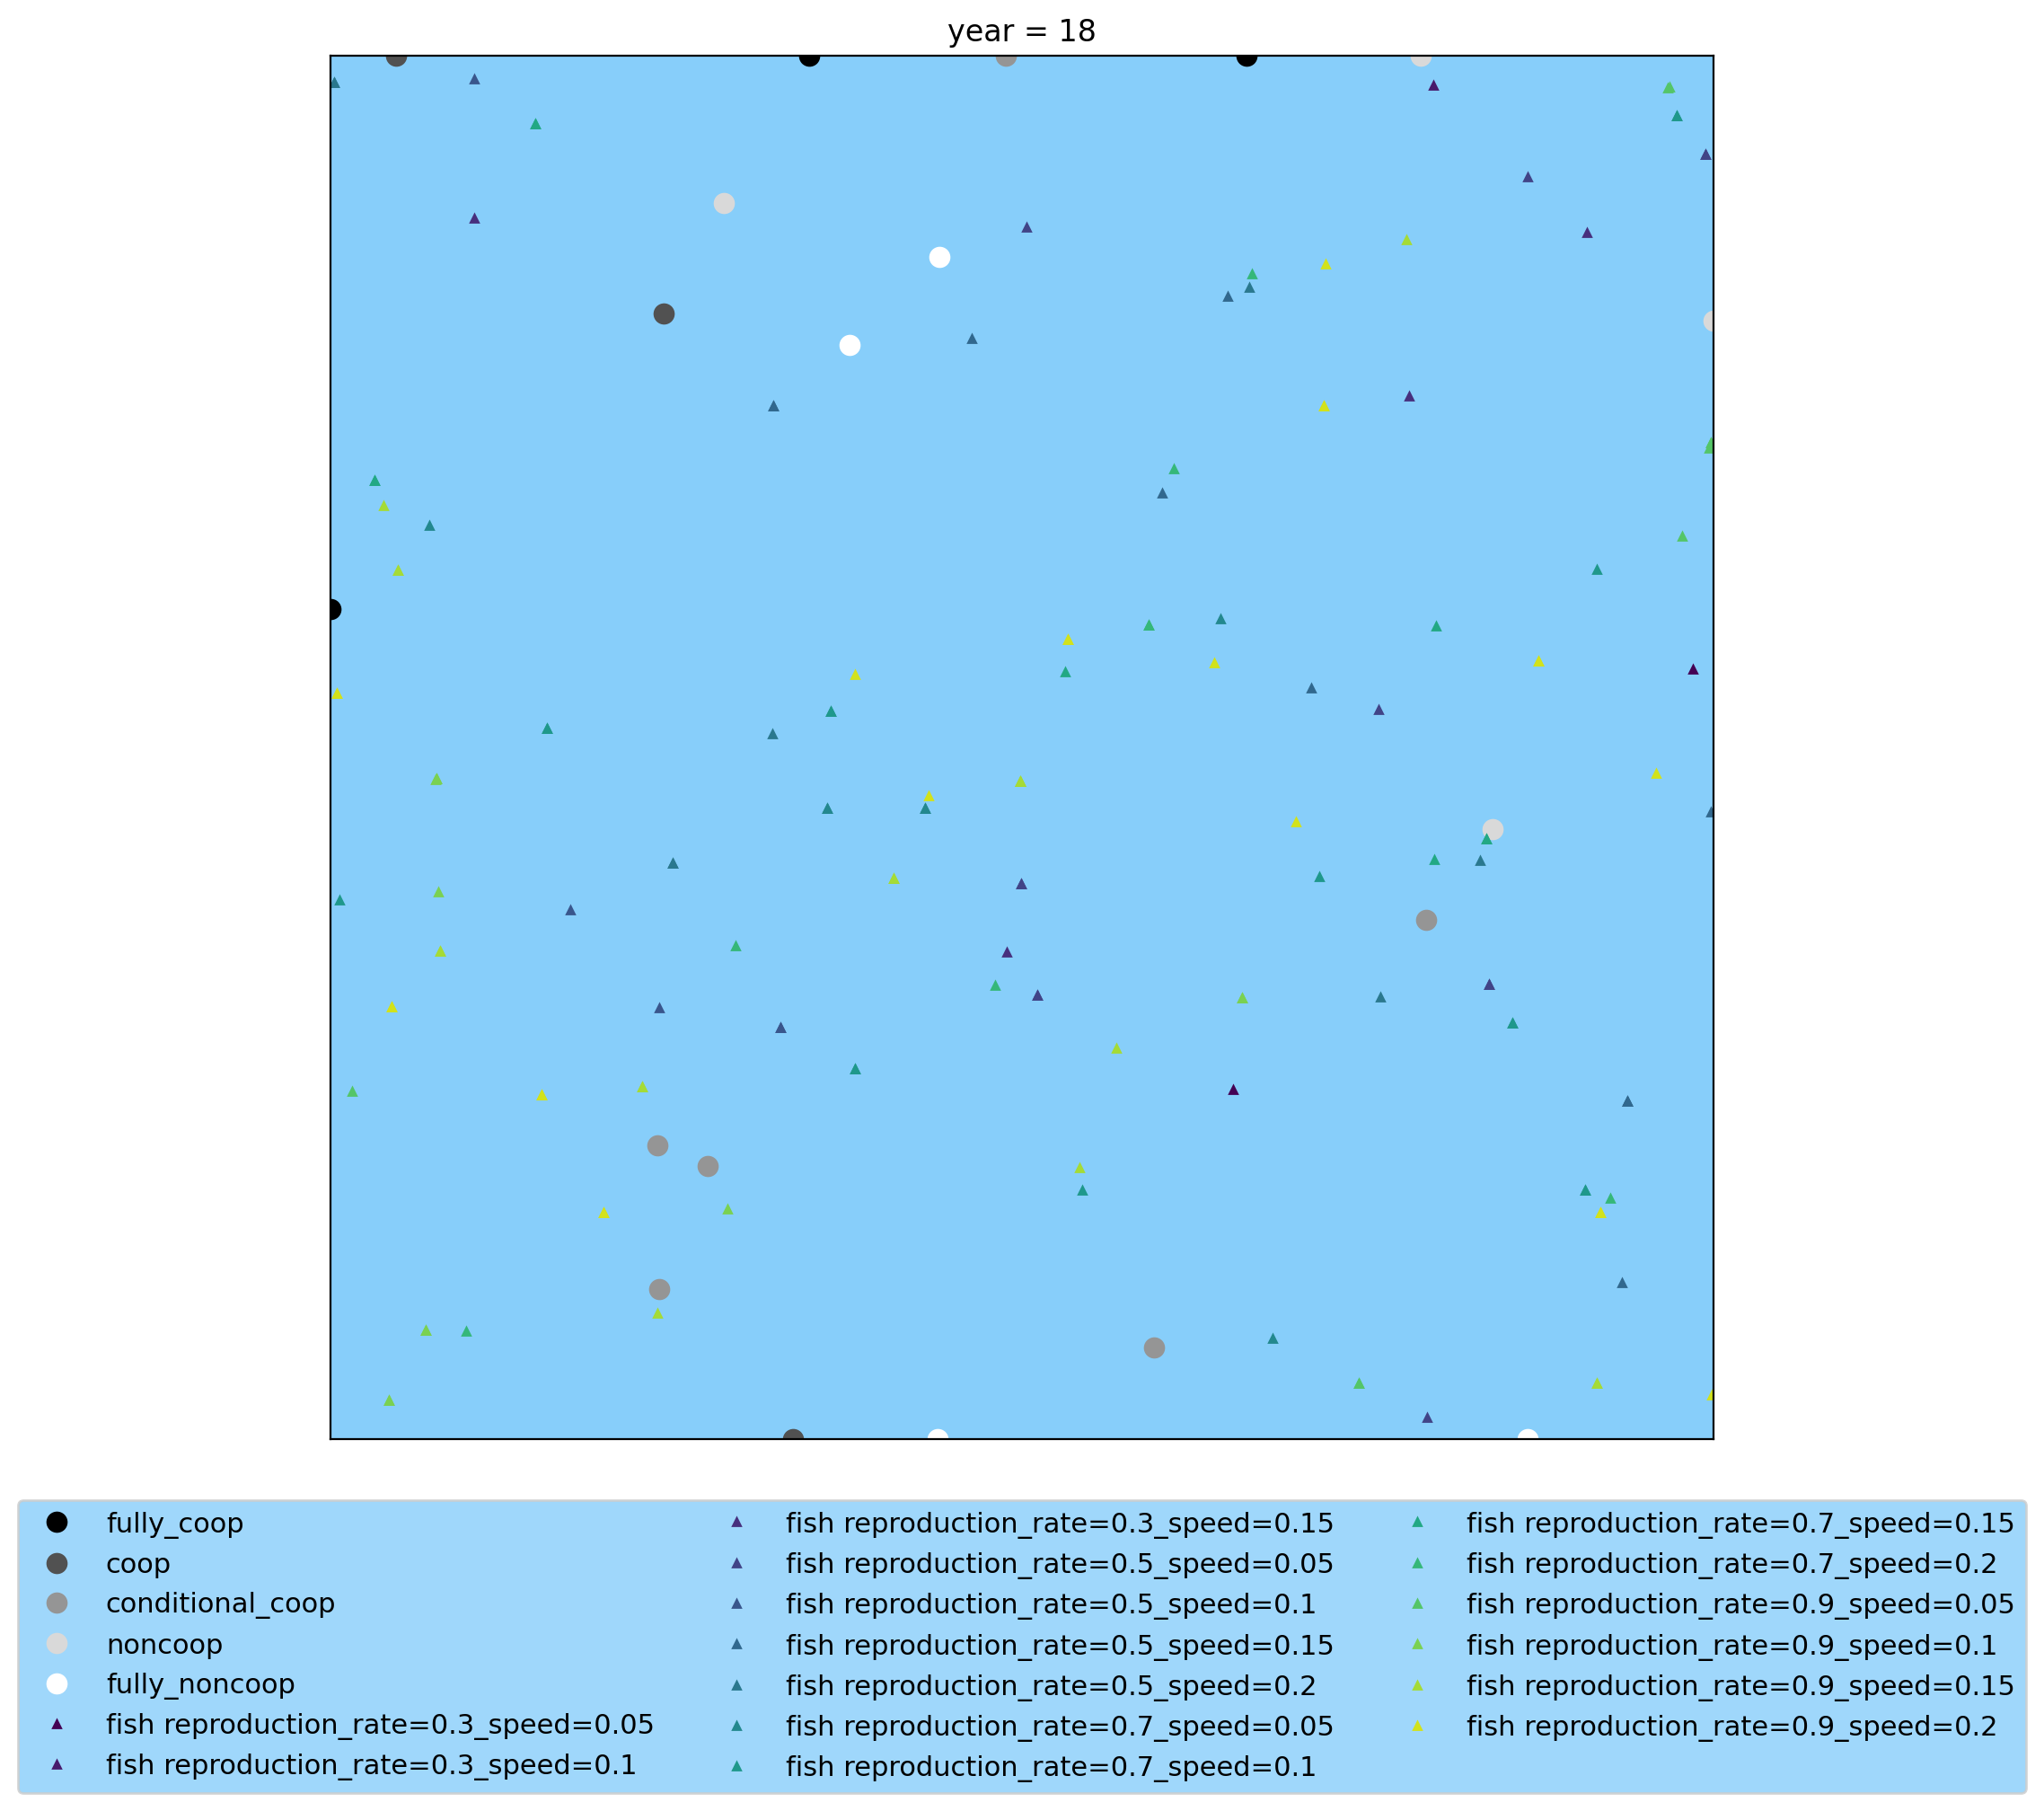 year = 18
fully_coop
coop
conditional_coop
noncoop
fully_noncoop
fish reproduction_rate=0.3_speed=0.05
fish reproduction_rate=0.3_speed=0.1
fish reproduction_rate=0.3_speed=0.15
fish reproduction_rate=0.5_speed=0.05
fish reproduction_rate=0.5_speed=0.1
fish reproduction_rate=0.5_speed=0.15
fish reproduction_rate=0.5_speed=0.2
fish reproduction_rate=0.7_speed=0.05
fish reproduction_rate=0.7_speed=0.1
fish reproduction_rate=0.7_speed=0.15
fish reproduction_rate=0.7_speed=0.2
fish reproduction_rate=0.9_speed=0.05
fish reproduction_rate=0.9_speed=0.1
fish reproduction_rate=0.9_speed=0.15
fish reproduction_rate=0.9_speed=0.2